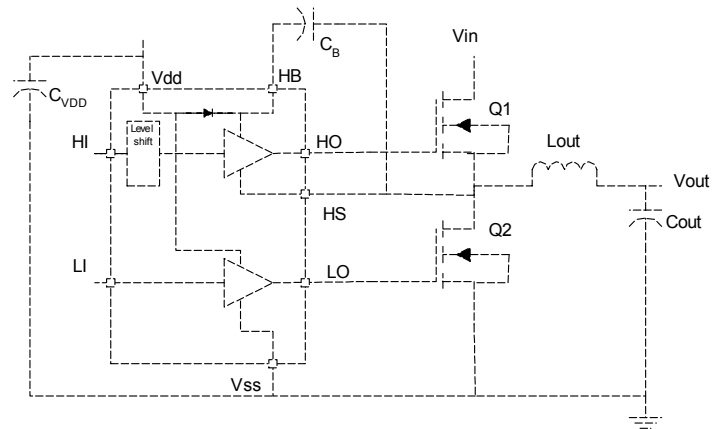 C_B
Vin
C_VDD
Vdd
HB
Level
shift
HI
HO
Q1
Lout
Vout
HS
Cout
Q2
LI
LO
Vss